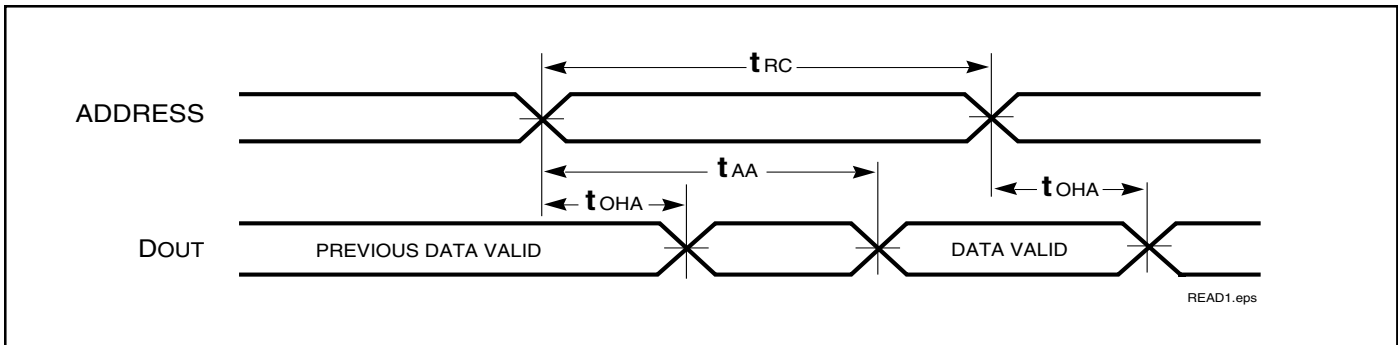 tRC
ADDRESS
tAA
tOHA
tOHA
DOUT
PREVIOUS DATA VALID
DATA VALID
READ1.eps